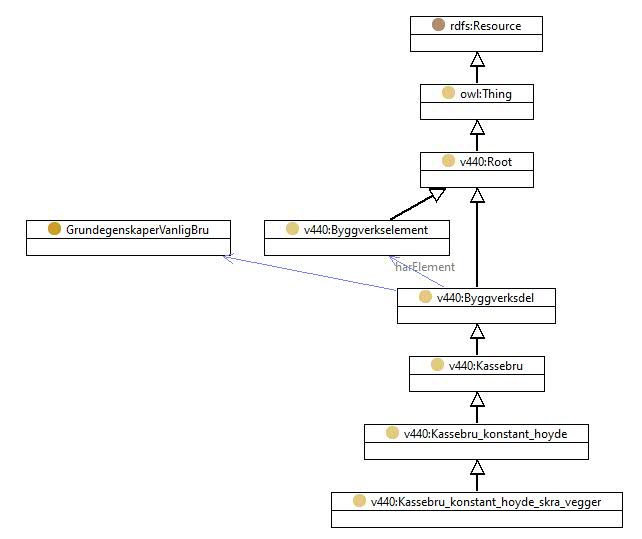 rdfs:Resource
owl:Thing
v440:Root
GrundegenskaperVanligBru
v440:Byggverkselement
harElement
v440:Byggverksdel
v440:Kassebru
v440:Kassebru_konstant_hoyde
v440:Kassebru_konstant_hoyde_skra_vegger